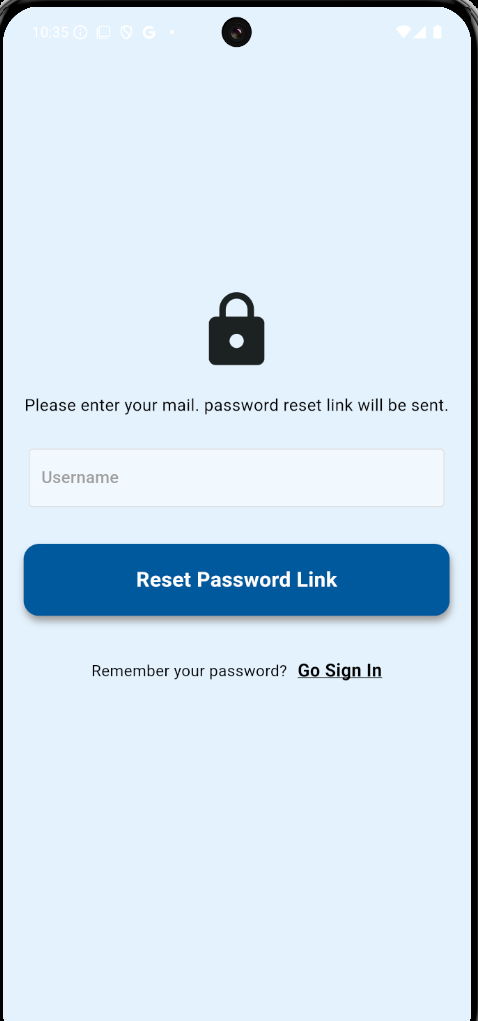 10:35
Please enter your mail. password reset link will be sent.
Username
Reset Password Link
Remember your password? Go Sign In